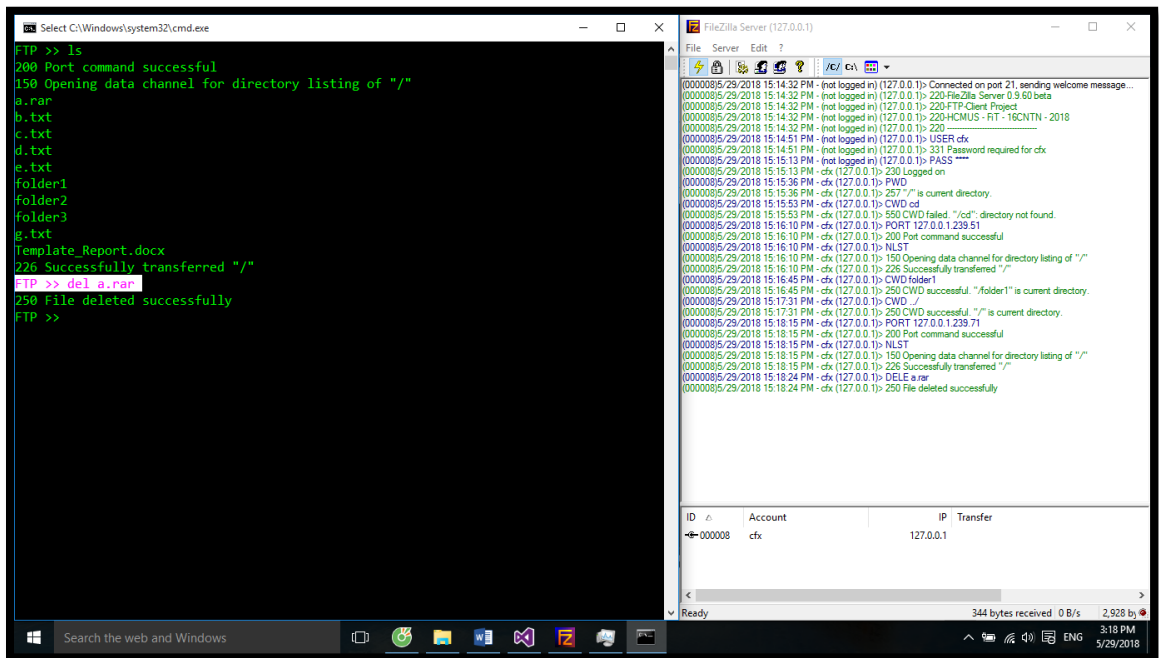 Select C:\Windows\system32\cmd.exe
FTP >> ls
200 Port command successful
150 Opening data channel for directory listing of "/"
a.rar
b.txt
c.txt
d.txt
e.txt
folder1
folder2
folder3
g.txt
Template_Report.docx
226 Successfully transferred "/"
FTP >> del a.rar
250 File deleted successfully
FTP >>
FileZilla Server (127.0.0.1)
File Server Edit ?
/C/ C:\
(000008)5/29/2018 15:14:32 PM - (not logged in) (127.0.0.1)> Connected on port 21, sending welcome message...
(000008)5/29/2018 15:14:32 PM - (not logged in) (127.0.0.1)> 220-FileZilla Server 0.9.60 beta
(000008)5/29/2018 15:14:32 PM - (not logged in) (127.0.0.1)> 220-FTP-Client Project
(000008)5/29/2018 15:14:32 PM - (not logged in) (127.0.0.1)> 220-HCMUS - FIT - 16CNTN - 2018
(000008)5/29/2018 15:14:32 PM - (not logged in) (127.0.0.1)> 220 -----------------------------------
(000008)5/29/2018 15:14:51 PM - (not logged in) (127.0.0.1)> USER cfx
(000008)5/29/2018 15:14:51 PM - (not logged in) (127.0.0.1)> 331 Password required for cfx
(000008)5/29/2018 15:15:13 PM - (not logged in) (127.0.0.1)> PASS ****
(000008)5/29/2018 15:15:13 PM - cfx (127.0.0.1)> 230 Logged on
(000008)5/29/2018 15:15:36 PM - cfx (127.0.0.1)> PWD
(000008)5/29/2018 15:15:36 PM - cfx (127.0.0.1)> 257 "/" is current directory.
(000008)5/29/2018 15:15:53 PM - cfx (127.0.0.1)> CWD cd
(000008)5/29/2018 15:15:53 PM - cfx (127.0.0.1)> 550 CWD failed. "/cd": directory not found.
(000008)5/29/2018 15:16:10 PM - cfx (127.0.0.1)> PORT 127.0.0.1.239.51
(000008)5/29/2018 15:16:10 PM - cfx (127.0.0.1)> 200 Port command successful
(000008)5/29/2018 15:16:10 PM - cfx (127.0.0.1)> NLST
(000008)5/29/2018 15:16:10 PM - cfx (127.0.0.1)> 150 Opening data channel for directory listing of "/"
(000008)5/29/2018 15:16:10 PM - cfx (127.0.0.1)> 226 Successfully transferred "/"
(000008)5/29/2018 15:16:45 PM - cfx (127.0.0.1)> CWD folder1
(000008)5/29/2018 15:16:45 PM - cfx (127.0.0.1)> 250 CWD successful. "/folder1" is current directory.
(000008)5/29/2018 15:17:31 PM - cfx (127.0.0.1)> CWD ../
(000008)5/29/2018 15:17:31 PM - cfx (127.0.0.1)> 250 CWD successful. "/" is current directory.
(000008)5/29/2018 15:18:15 PM - cfx (127.0.0.1)> PORT 127.0.0.1.239.71
(000008)5/29/2018 15:18:15 PM - cfx (127.0.0.1)> 200 Port command successful
(000008)5/29/2018 15:18:15 PM - cfx (127.0.0.1)> NLST
(000008)5/29/2018 15:18:15 PM - cfx (127.0.0.1)> 150 Opening data channel for directory listing of "/"
(000008)5/29/2018 15:18:15 PM - cfx (127.0.0.1)> 226 Successfully transferred "/"
(000008)5/29/2018 15:18:24 PM - cfx (127.0.0.1)> DELE a.rar
(000008)5/29/2018 15:18:24 PM - cfx (127.0.0.1)> 250 File deleted successfully
ID Account IP Transfer
000008 cfx 127.0.0.1
Ready 344 bytes received 0 B/s 2,928 by
Search the web and Windows
ENG
3:18 PM
5/29/2018